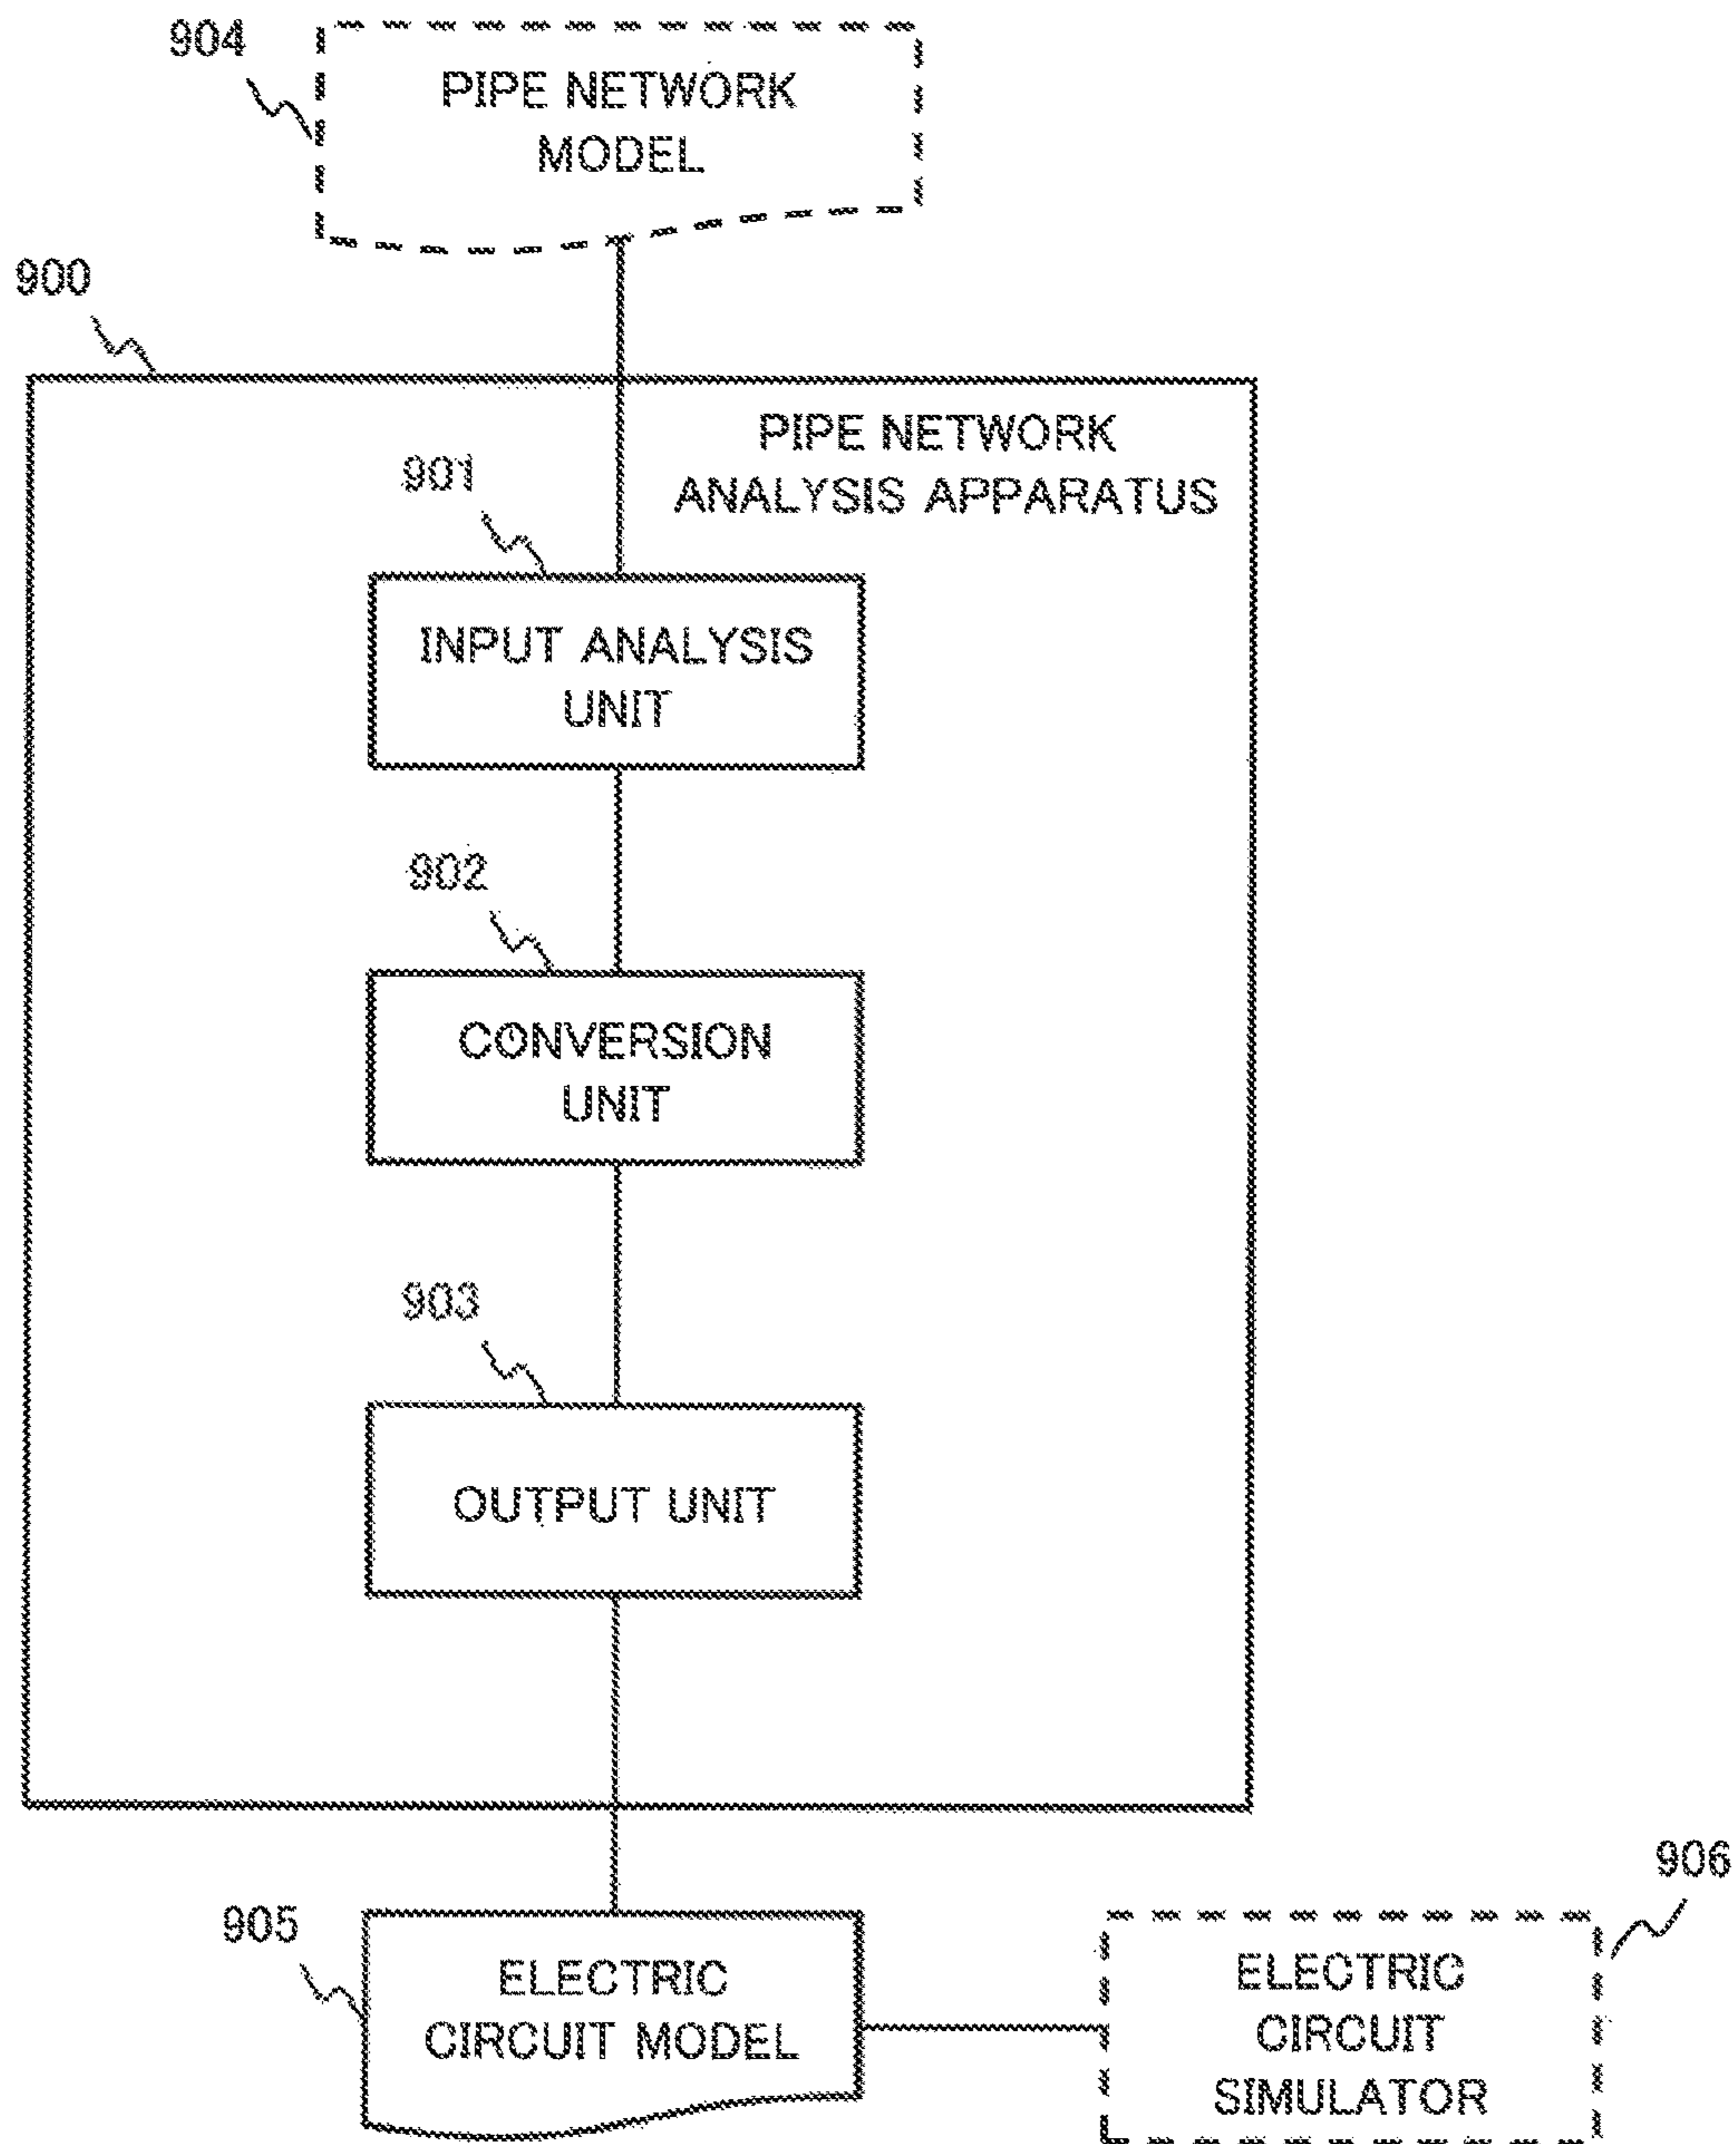 904
PIPE NETWORK
MODEL
900
PIPE NETWORK
ANALYSIS APPARATUS
901
INPUT ANALYSIS
UNIT
902
CONVERSION
UNIT
903
OUTPUT UNIT
905
ELECTRIC
CIRCUIT MODEL
906
ELECTRIC
CIRCUIT
SIMULATOR